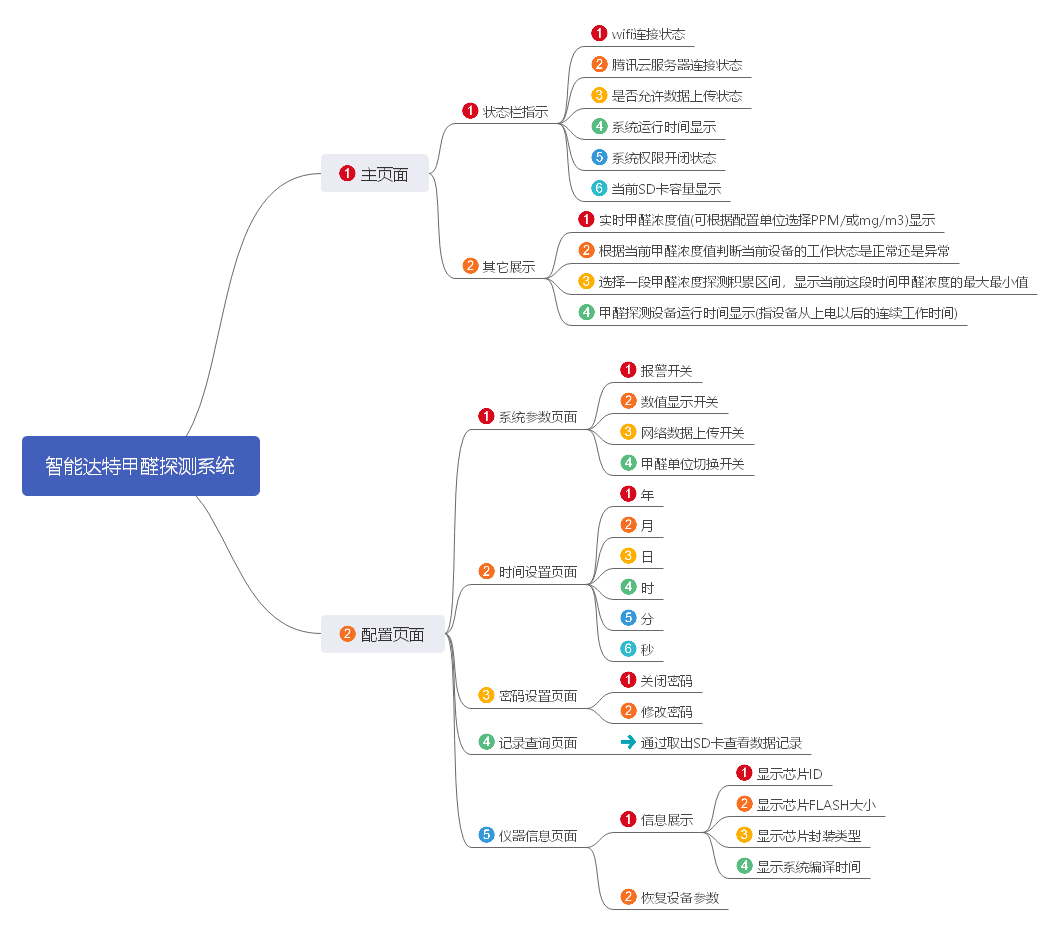 智能达特甲醛探测系统
1 主页面
1 状态栏指示
1 wifi连接状态
2 腾讯云服务器连接状态
3 是否允许数据上传状态
4 系统运行时间显示
5 系统权限开闭状态
6 当前SD卡容量显示
2 其它展示
1 实时甲醛浓度值(可根据配置单位选择PPM/或mg/m3)显示
2 根据当前甲醛浓度值判断当前设备的工作状态是正常还是异常
3 选择一段甲醛浓度探测积累区间，显示当前这段时间甲醛浓度的最大最小值
4 甲醛探测设备运行时间显示(指设备从上电以后的连续工作时间)
2 配置页面
1 系统参数页面
1 报警开关
2 数值显示开关
3 网络数据上传开关
4 甲醛单位切换开关
2 时间设置页面
1 年
2 月
3 日
4 时
5 分
6 秒
3 密码设置页面
1 关闭密码
2 修改密码
4 记录查询页面
通过取出SD卡查看数据记录
5 仪器信息页面
1 信息展示
1 显示芯片ID
2 显示芯片FLASH大小
3 显示芯片封装类型
4 显示系统编译时间
2 恢复设备参数